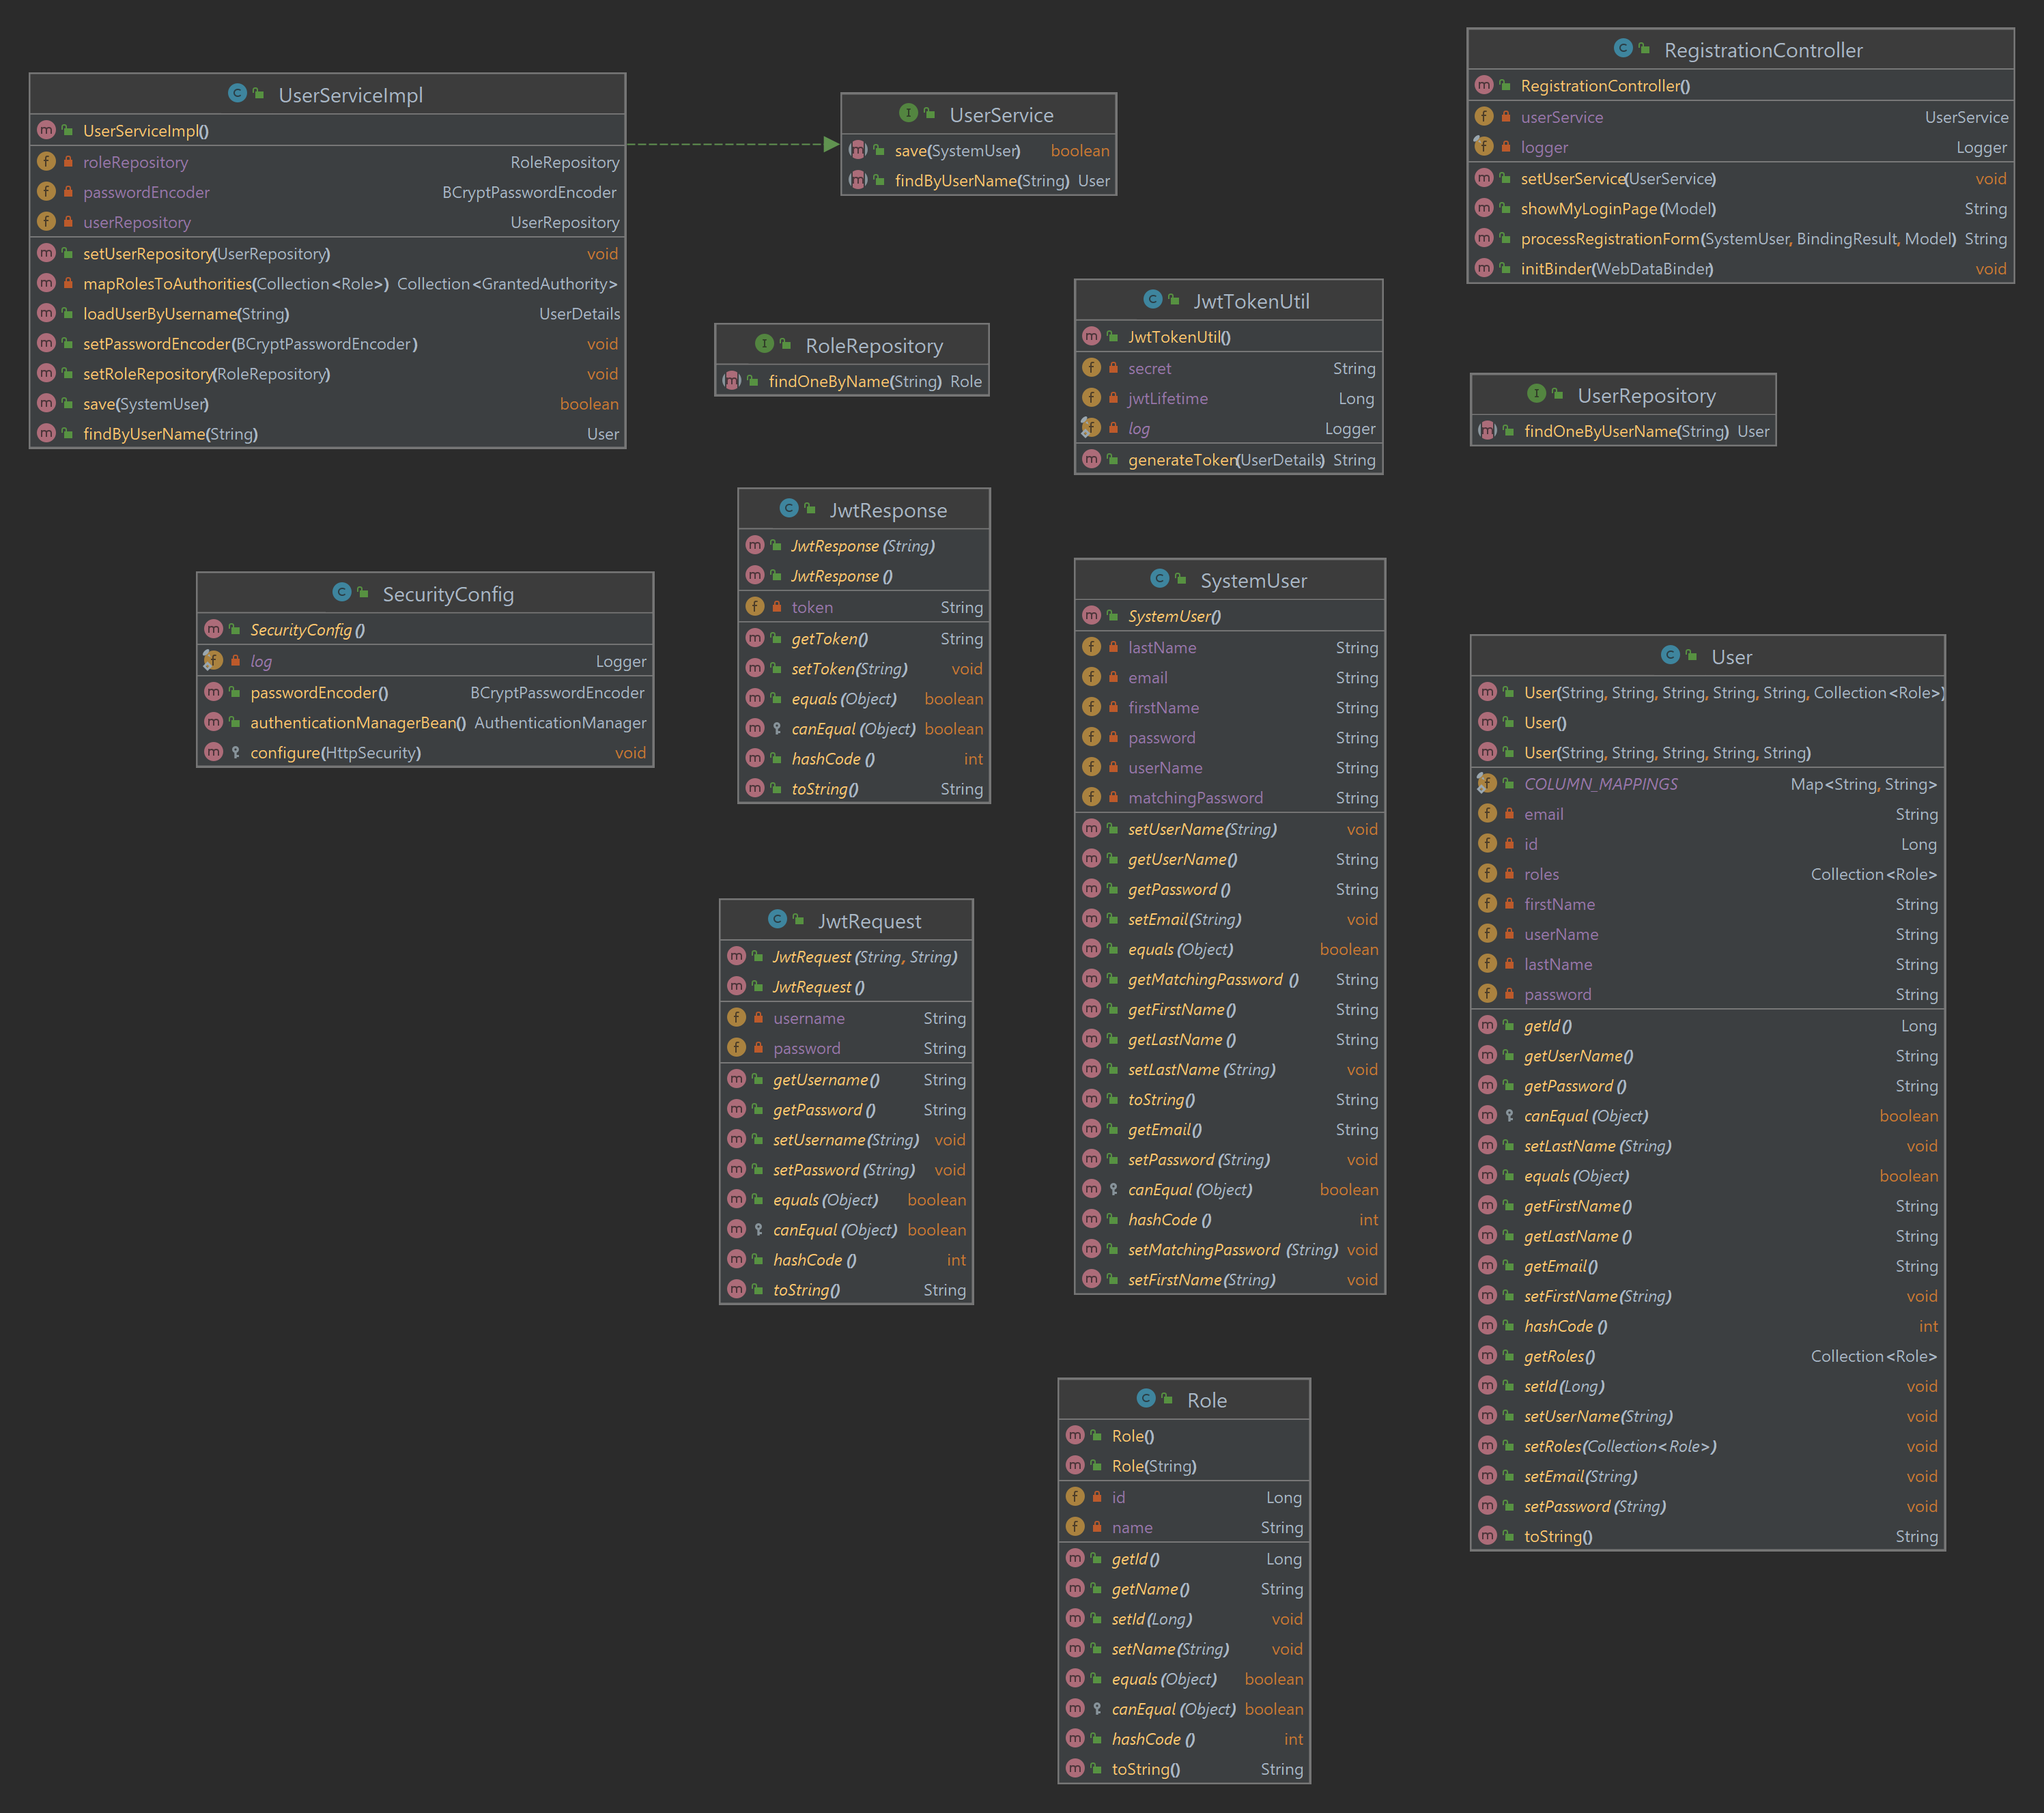 UserServiceImpl
UserServiceImpl()
roleRepository RoleRepository
passwordEncoder BCryptPasswordEncoder
userRepository UserRepository
setUserRepository(UserRepository) void
mapRolesToAuthorities(Collection<Role>) Collection<GrantedAuthority>
loadUserByUsername(String) UserDetails
setPasswordEncoder(BCryptPasswordEncoder) void
setRoleRepository(RoleRepository) void
save(SystemUser) boolean
findByUserName(String) User
UserService
save(SystemUser) boolean
findByUserName(String) User
RegistrationController
RegistrationController()
userService UserService
logger Logger
setUserService(UserService) void
showMyLoginPage(Model) String
processRegistrationForm(SystemUser, BindingResult, Model) String
initBinder(WebDataBinder) void
RoleRepository
findOneByName(String) Role
JwtTokenUtil
JwtTokenUtil()
secret String
jwtLifetime Long
log Logger
generateToken(UserDetails) String
UserRepository
findOneByUserName(String) User
SecurityConfig
SecurityConfig()
log Logger
passwordEncoder() BCryptPasswordEncoder
authenticationManagerBean() AuthenticationManager
configure(HttpSecurity) void
JwtResponse
JwtResponse(String)
JwtResponse()
token String
getToken() String
setToken(String) void
equals(Object) boolean
canEqual(Object) boolean
hashCode() int
toString() String
SystemUser
SystemUser()
lastName String
email String
firstName String
password String
userName String
matchingPassword String
setUserName(String) void
getUserName() String
getPassword() String
setEmail(String) void
equals(Object) boolean
getMatchingPassword() String
getFirstName() String
getLastName() String
setLastName(String) void
toString() String
getEmail() String
setPassword(String) void
canEqual(Object) boolean
hashCode() int
setMatchingPassword(String) void
setFirstName(String) void
User
User(String, String, String, String, String, Collection<Role>)
User()
User(String, String, String, String, String)
COLUMN_MAPPINGS Map<String, String>
email String
id Long
roles Collection<Role>
firstName String
userName String
lastName String
password String
getId() Long
getUserName() String
getPassword() String
canEqual(Object) boolean
setLastName(String) void
equals(Object) boolean
getFirstName() String
getLastName() String
getEmail() String
setFirstName(String) void
hashCode() int
getRoles() Collection<Role>
setId(Long) void
setUserName(String) void
setRoles(Collection<Role>) void
setEmail(String) void
setPassword(String) void
toString() String
JwtRequest
JwtRequest(String, String)
JwtRequest()
username String
password String
getUsername() String
getPassword() String
setUsername(String) void
setPassword(String) void
equals(Object) boolean
canEqual(Object) boolean
hashCode() int
toString() String
Role
Role()
Role(String)
id Long
name String
getId() Long
getName() String
setId(Long) void
setName(String) void
equals(Object) boolean
canEqual(Object) boolean
hashCode() int
toString() String